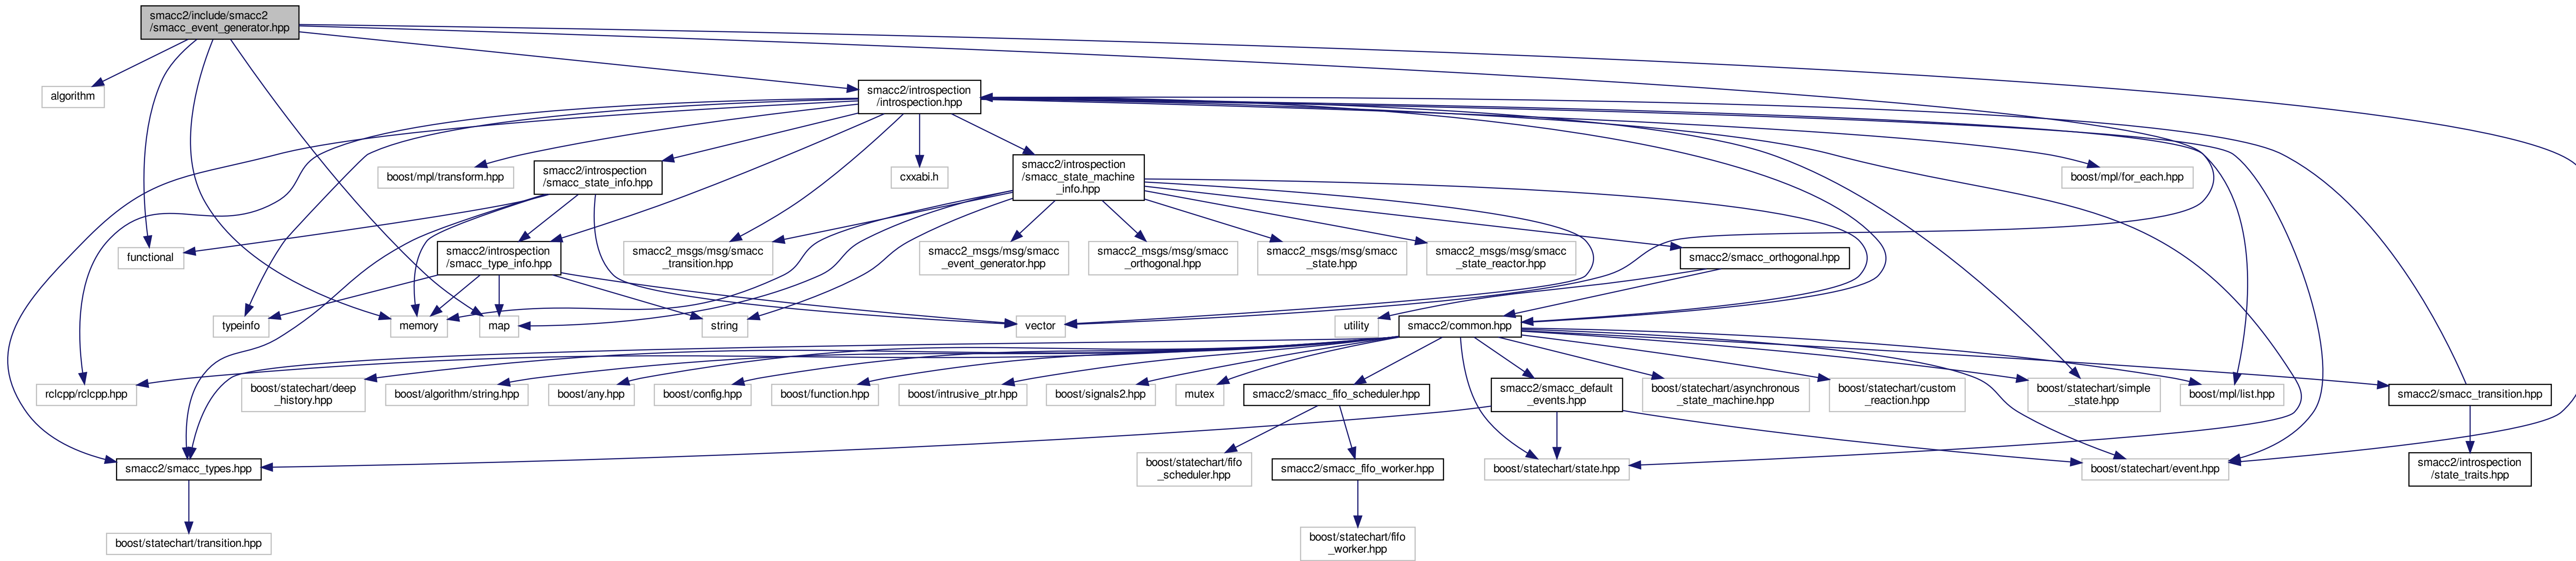 smacc2/include/smacc2
/smacc_event_generator.hpp
algorithm
smacc2/introspection
/introspection.hpp
boost/mpl/transform.hpp
smacc2/introspection
/smacc_state_info.hpp
cxxabi.h
smacc2/introspection
/smacc_state_machine
_info.hpp
boost/mpl/for_each.hpp
functional
smacc2/introspection
/smacc_type_info.hpp
smacc2_msgs/msg/smacc
_transition.hpp
smacc2_msgs/msg/smacc
_event_generator.hpp
smacc2_msgs/msg/smacc
_orthogonal.hpp
smacc2_msgs/msg/smacc
_state.hpp
smacc2_msgs/msg/smacc
_state_reactor.hpp
smacc2/smacc_orthogonal.hpp
typeinfo
memory
map
string
vector
utility
smacc2/common.hpp
rclcpp/rclcpp.hpp
boost/statechart/deep
_history.hpp
boost/algorithm/string.hpp
boost/any.hpp
boost/config.hpp
boost/function.hpp
boost/intrusive_ptr.hpp
boost/signals2.hpp
mutex
smacc2/smacc_fifo_scheduler.hpp
smacc2/smacc_default
_events.hpp
boost/statechart/asynchronous
_state_machine.hpp
boost/statechart/custom
_reaction.hpp
boost/statechart/simple
_state.hpp
boost/mpl/list.hpp
smacc2/smacc_transition.hpp
smacc2/smacc_types.hpp
boost/statechart/fifo
_scheduler.hpp
smacc2/smacc_fifo_worker.hpp
boost/statechart/state.hpp
boost/statechart/event.hpp
smacc2/introspection
/state_traits.hpp
boost/statechart/transition.hpp
boost/statechart/fifo
_worker.hpp